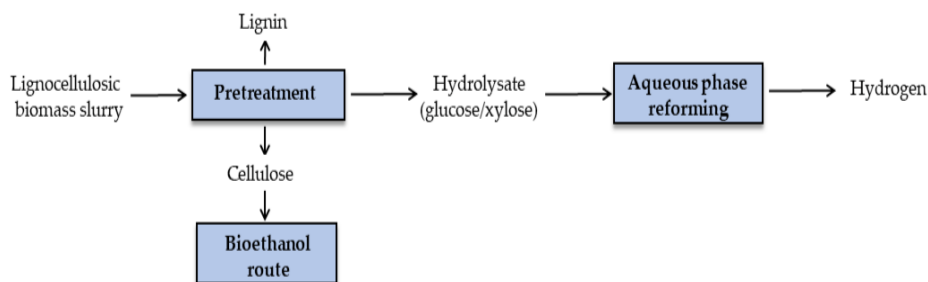 Lignin
Lignocellulosic
biomass slurry
Pretreatment
Hydrolysate
(glucose/xylose)
Aqueous phase
reforming
Hydrogen
Cellulose
Bioethanol
route